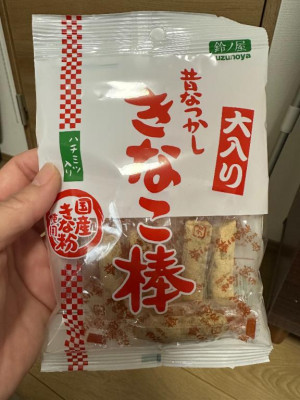 鈴ノ屋
Suzunoya
昔なつかし
きなこ棒
大入り
ハチミツ
入り
国産
きな粉
使用